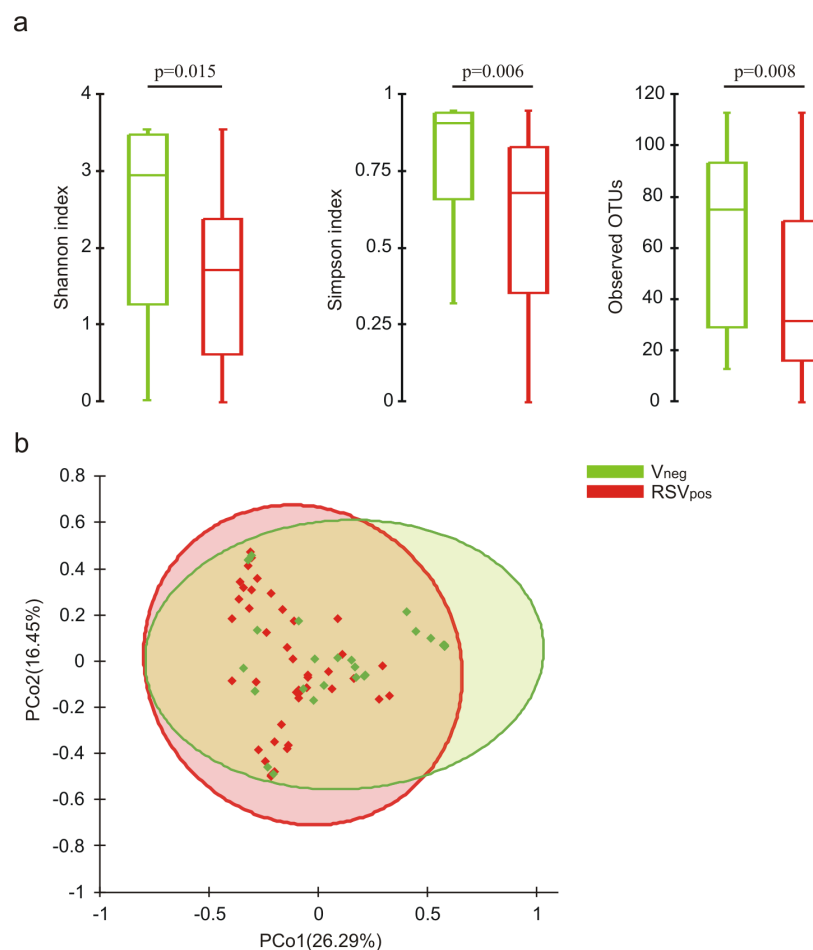 a
p=0.015
p=0.006
p=0.008
4
3
2
1
0
Shannon index
1
0.75
0.5
0.25
0
Simpson index
120
100
80
60
40
20
0
Observed OTUs
b
Vneg
RSVpos
0.8
0.6
0.4
0.2
0
-0.2
-0.4
-0.6
-0.8
-1
PCo2(16.45%)
-1 -0.5 0 0.5 1
PCo1(26.29%)